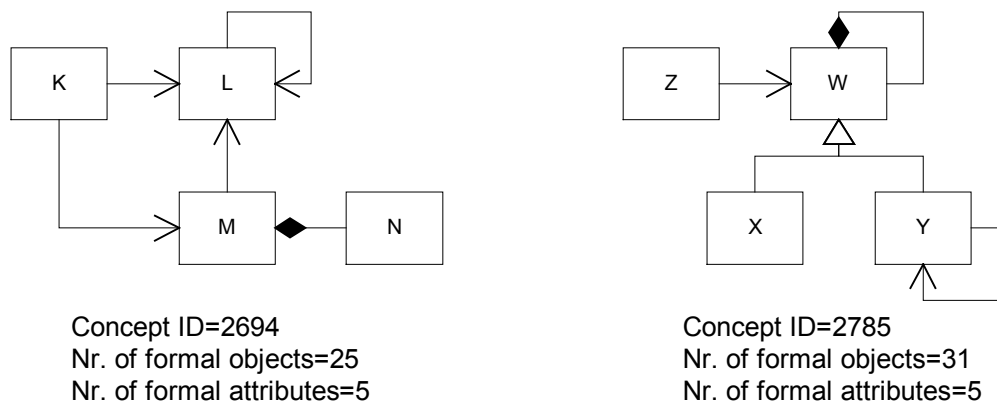 K
L
M
N
Concept ID=2694
Nr. of formal objects=25
Nr. of formal attributes=5
Z
W
X
Y
Concept ID=2785
Nr. of formal objects=31
Nr. of formal attributes=5